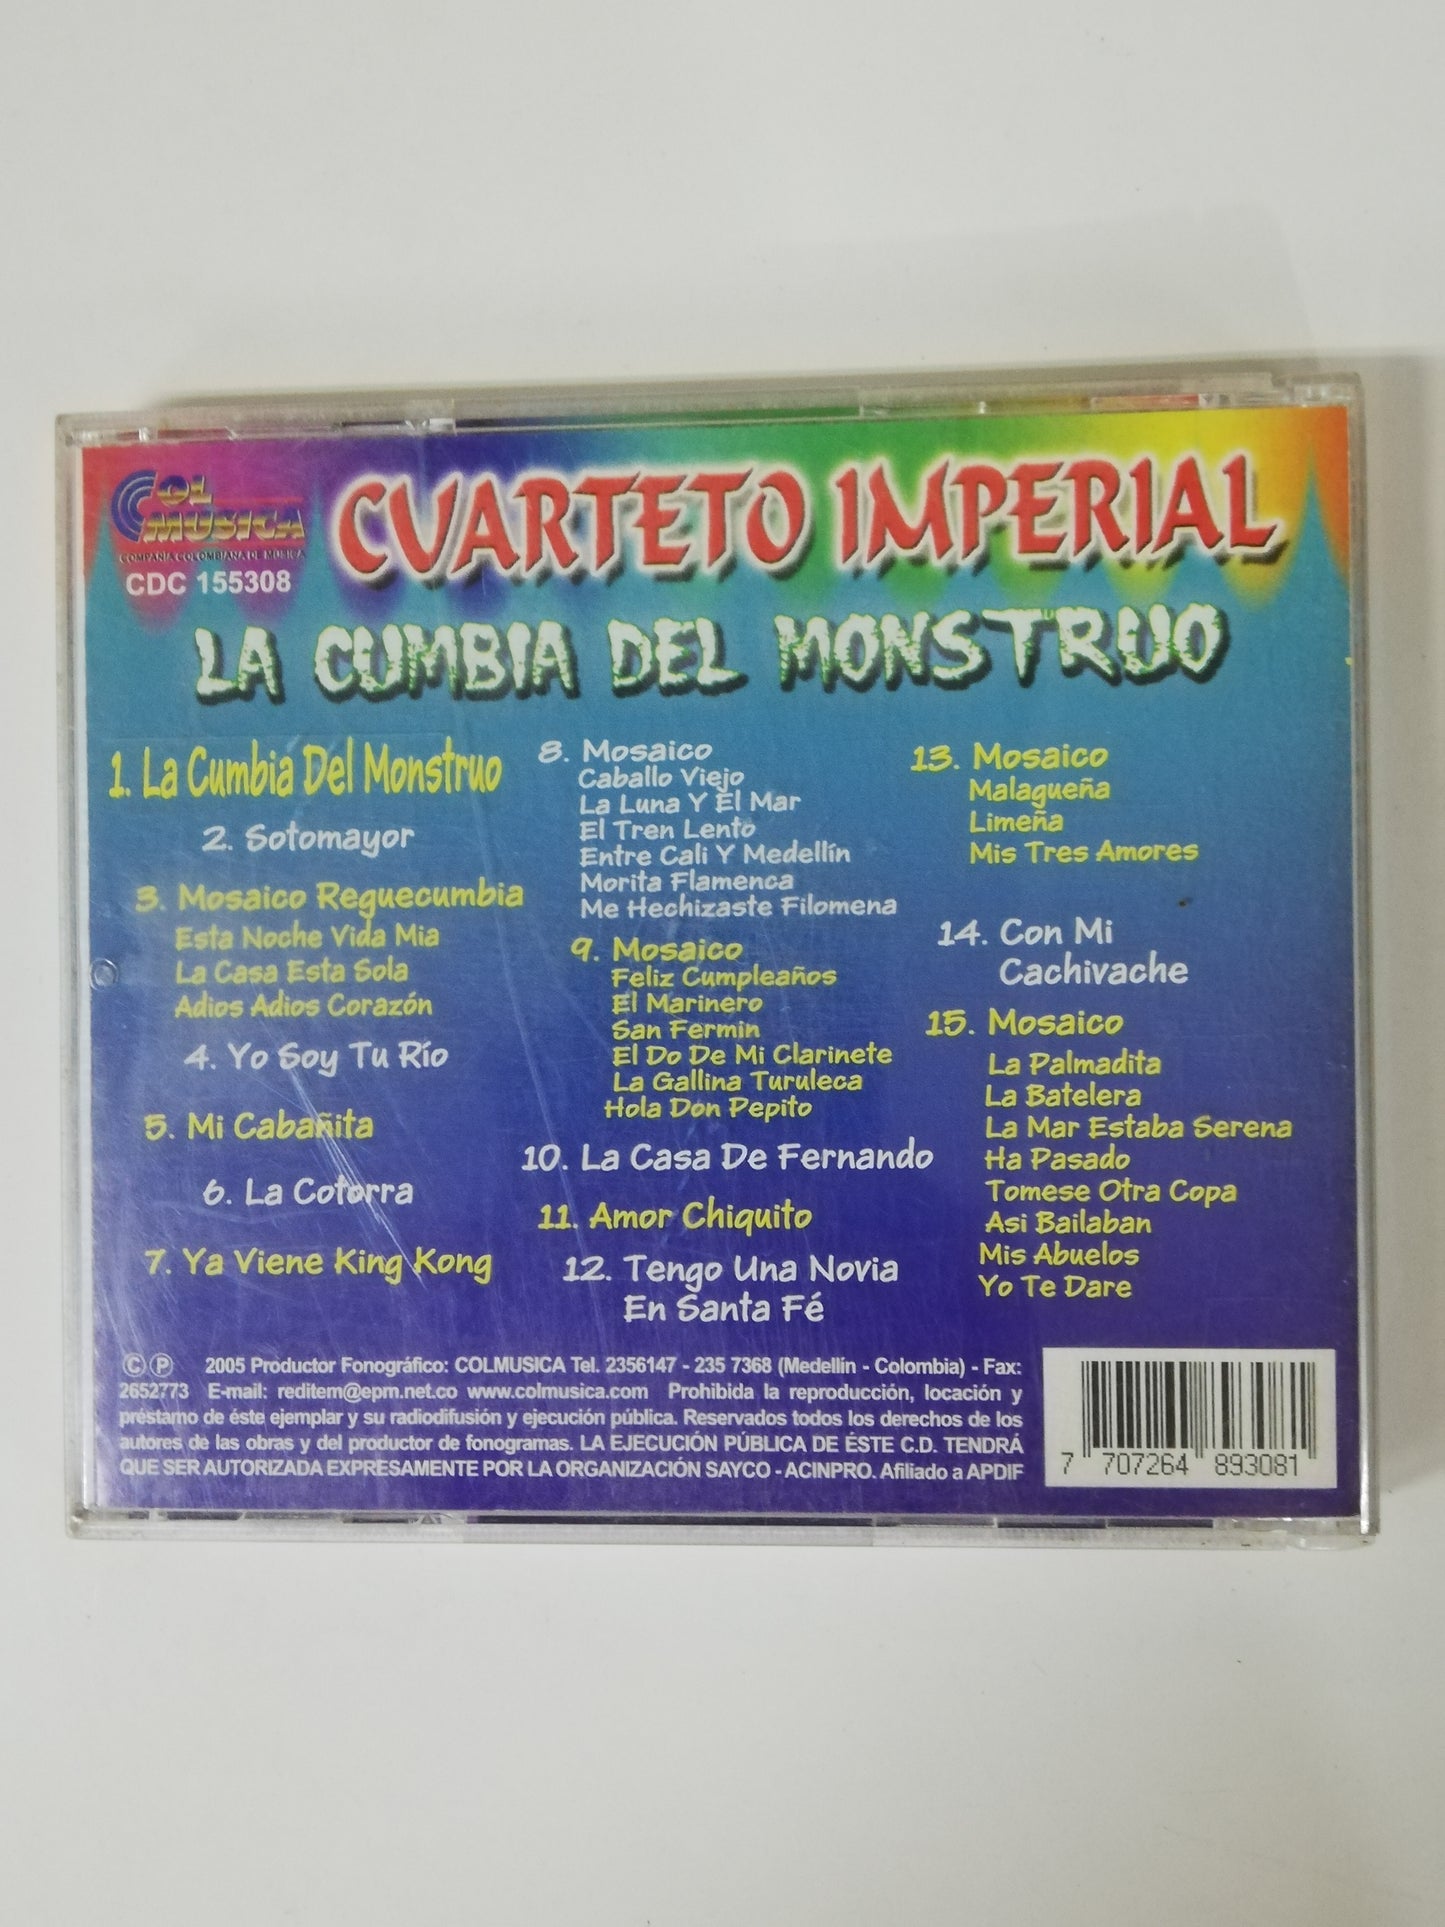 COL
MUSICA
COMPAÑIA COLOMBIANA DE MUSICA
CDC 155308
CUARTETO IMPERIAL
LA CUMBIA DEL MONSTRUO
1. La Cumbia Del Monstruo
2. Sotomayor
3. Mosaico Reguecumbia
Esta Noche Vida Mia
La Casa Esta Sola
Adios Adios Corazón
4. Yo Soy Tu Río
5. Mi Cabañita
6. La Cotorra
7. Ya Viene King Kong
8. Mosaico
Caballo Viejo
La Luna Y El Mar
El Tren Lento
Entre Cali Y Medellín
Morita Flamenca
Me Hechizaste Filomena
9. Mosaico
Feliz Cumpleaños
El Marinero
San Fermin
El Do De Mi Clarinete
La Gallina Turuleca
Hola Don Pepito
10. La Casa De Fernando
11. Amor Chiquito
12. Tengo Una Novia
En Santa Fé
13. Mosaico
Malagueña
Limeña
Mis Tres Amores
14. Con Mi
Cachivache
15. Mosaico
La Palmadita
La Batelera
La Mar Estaba Serena
Ha Pasado
Tomese Otra Copa
Asi Bailaban
Mis Abuelos
Yo Te Dare
© ℗ 2005 Productor Fonográfico: COLMUSICA Tel. 2356147 - 235 7368 (Medellín - Colombia) - Fax:
2652773 E-mail: reditem@epm.net.co www.colmusica.com Prohibida la reproducción, locación y
préstamo de éste ejemplar y su radiodifusión y ejecución pública. Reservados todos los derechos de los
autores de las obras y del productor de fonogramas. LA EJECUCIÓN PÚBLICA DE ÉSTE C.D. TENDRÁ
QUE SER AUTORIZADA EXPRESAMENTE POR LA ORGANIZACIÓN SAYCO - ACINPRO. Afiliado a APDIF
7 707264 893081